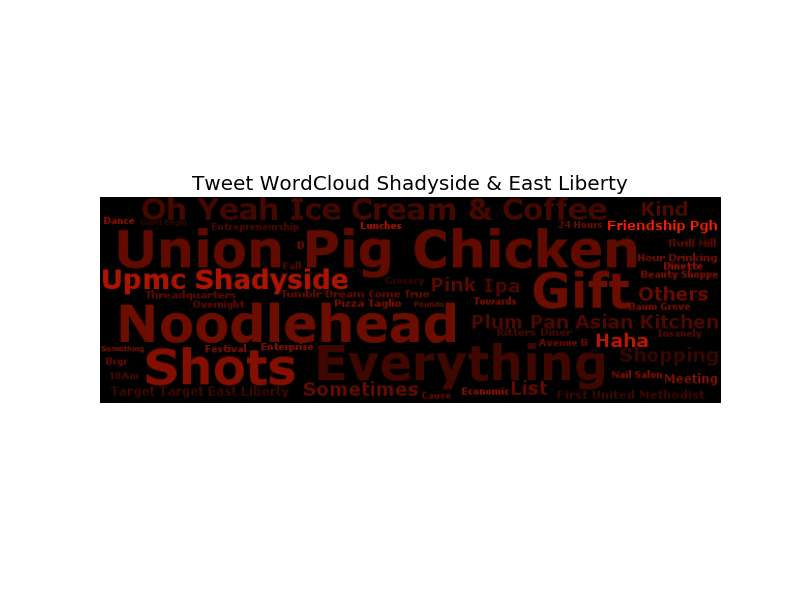 Tweet WordCloud Shadyside & East Liberty
Oh Yeah Ice Cream & Coffee
Kind
Dance
Giant Eagle
Entrepreneurship
Lunches
24 Hours
Friendship Pgh
Union Pig Chicken
D
Thrill Mill
Fall
Hour Drinking
Dinette
Upmc Shadyside
Grocery
Pink Ipa
Gift
Beauty Shoppe
Threadquarters
Tumblr Dream Come True
Others
Overnight
Pizza Taglio
Pounds
Towards
Baum Grove
Noodlehead
Plum Pan Asian Kitchen
Ritters Diner
Insanely
Something
Festival
Enterprise
Avenue B
Haha
Brgr
Shots
Everything
Shopping
10Am
Nail Salon
Meeting
Target Target East Liberty
Sometimes
Cause
Economic
List
First United Methodist